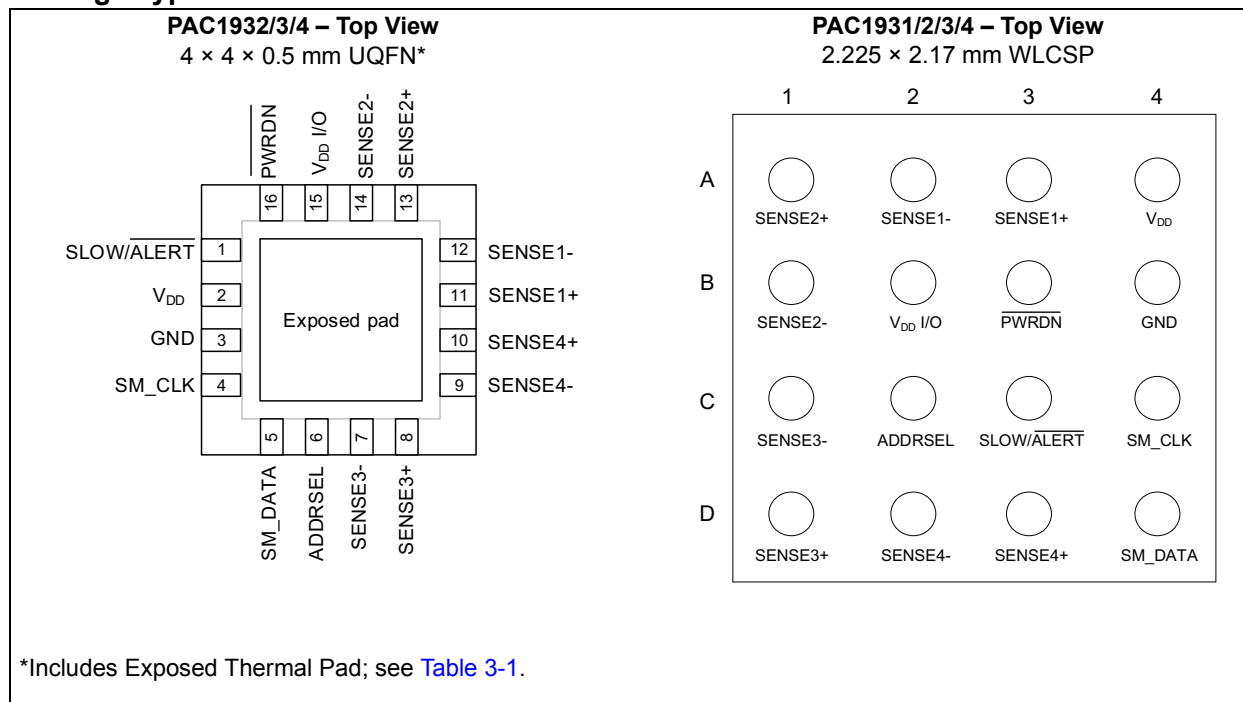 PAC1932/3/4 – Top View
4 × 4 × 0.5 mm UQFN*
PWRDN
VDD I/O
SENSE2-
SENSE2+
16
15
14
13
SLOW/ALERT 1
VDD 2
GND 3
SM_CLK 4
12 SENSE1-
11 SENSE1+
10 SENSE4+
9 SENSE4-
Exposed pad
5
6
7
8
SM_DATA
ADDRSEL
SENSE3-
SENSE3+
PAC1931/2/3/4 – Top View
2.225 × 2.17 mm WLCSP
1 2 3 4
A
SENSE2+ SENSE1- SENSE1+ VDD
B
SENSE2- VDD I/O PWRDN GND
C
SENSE3- ADDRSEL SLOW/ALERT SM_CLK
D
SENSE3+ SENSE4- SENSE4+ SM_DATA
*Includes Exposed Thermal Pad; see Table 3-1.